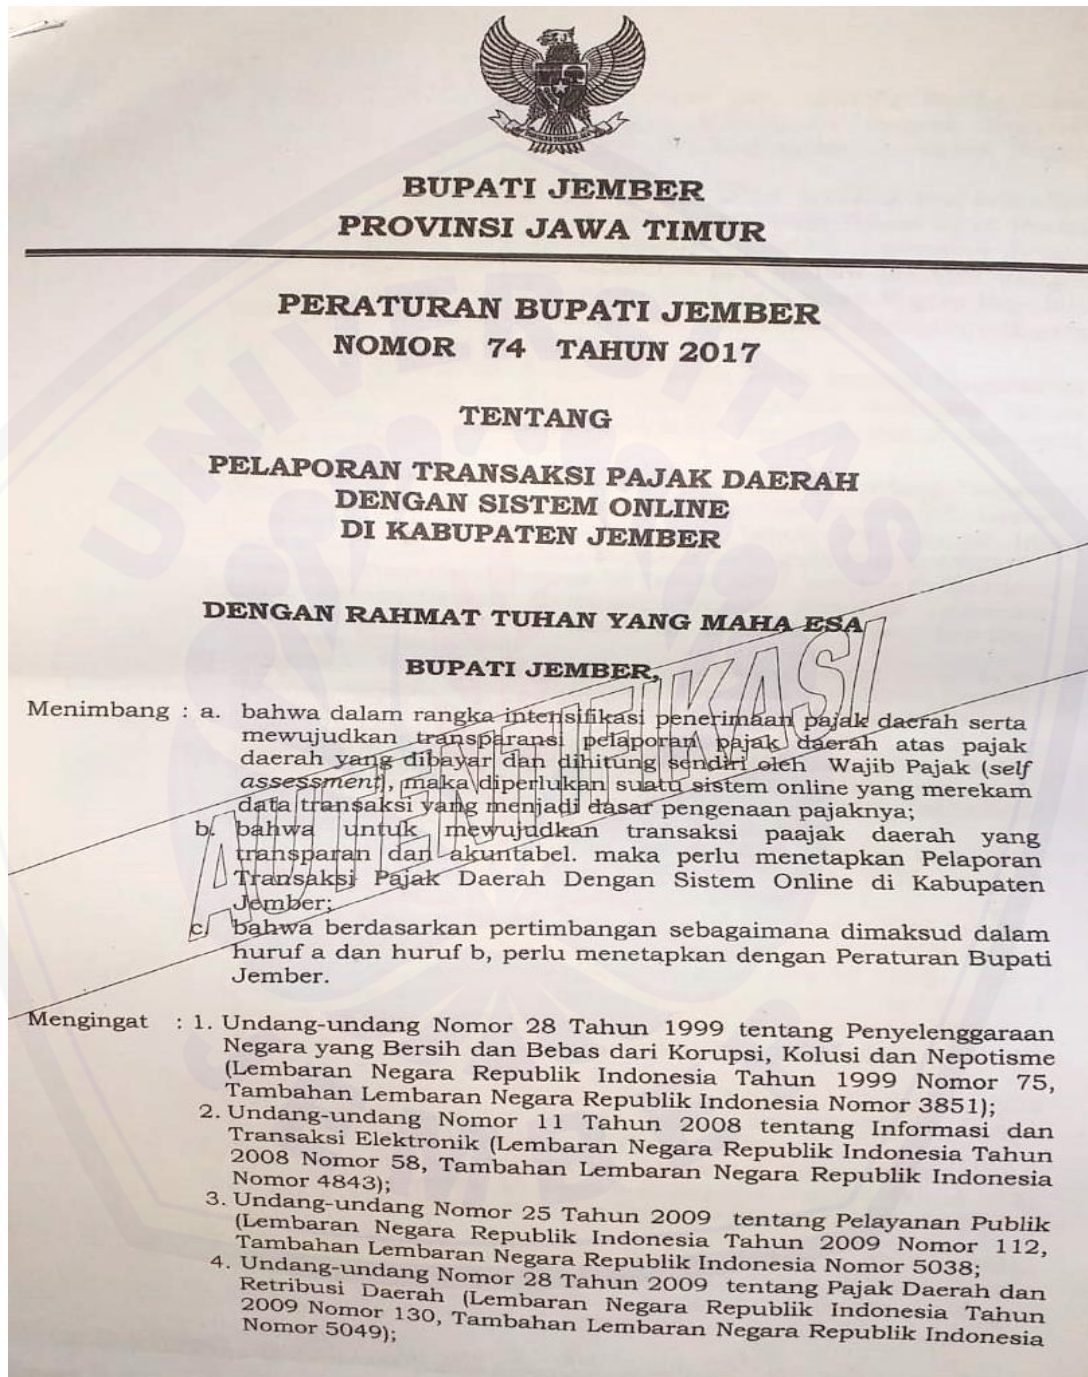 BUPATI JEMBER
PROVINSI JAWA TIMUR
PERATURAN BUPATI JEMBER
NOMOR 74 TAHUN 2017
TENTANG
PELAPORAN TRANSAKSI PAJAK DAERAH
DENGAN SISTEM ONLINE
DI KABUPATEN JEMBER
DENGAN RAHMAT TUHAN YANG MAHA ESA
BUPATI JEMBER,
Menimbang : a. bahwa dalam rangka intensifikasi penerimaan pajak daerah serta
mewujudkan transparansi pelaporan pajak daerah atas pajak
daerah yang dibayar dan dihitung sendiri oleh Wajib Pajak (self
assessment), maka diperlukan suatu sistem online yang merekam
data transaksi yang menjadi dasar pengenaan pajaknya;
b. bahwa untuk mewujudkan transaksi paajak daerah yang
transparan dan akuntabel. maka perlu menetapkan Pelaporan
Transaksi Pajak Daerah Dengan Sistem Online di Kabupaten
Jember;
c. bahwa berdasarkan pertimbangan sebagaimana dimaksud dalam
huruf a dan huruf b, perlu menetapkan dengan Peraturan Bupati
Jember.
Mengingat : 1. Undang-undang Nomor 28 Tahun 1999 tentang Penyelenggaraan
Negara yang Bersih dan Bebas dari Korupsi, Kolusi dan Nepotisme
(Lembaran Negara Republik Indonesia Tahun 1999 Nomor 75,
Tambahan Lembaran Negara Republik Indonesia Nomor 3851);
2. Undang-undang Nomor 11 Tahun 2008 tentang Informasi dan
Transaksi Elektronik (Lembaran Negara Republik Indonesia Tahun
2008 Nomor 58, Tambahan Lembaran Negara Republik Indonesia
Nomor 4843);
3. Undang-undang Nomor 25 Tahun 2009 tentang Pelayanan Publik
(Lembaran Negara Republik Indonesia Tahun 2009 Nomor 112,
Tambahan Lembaran Negara Republik Indonesia Nomor 5038;
4. Undang-undang Nomor 28 Tahun 2009 tentang Pajak Daerah dan
Retribusi Daerah (Lembaran Negara Republik Indonesia Tahun
2009 Nomor 130, Tambahan Lembaran Negara Republik Indonesia
Nomor 5049);
AUTENTIFIKASI
UNIVERSITAS